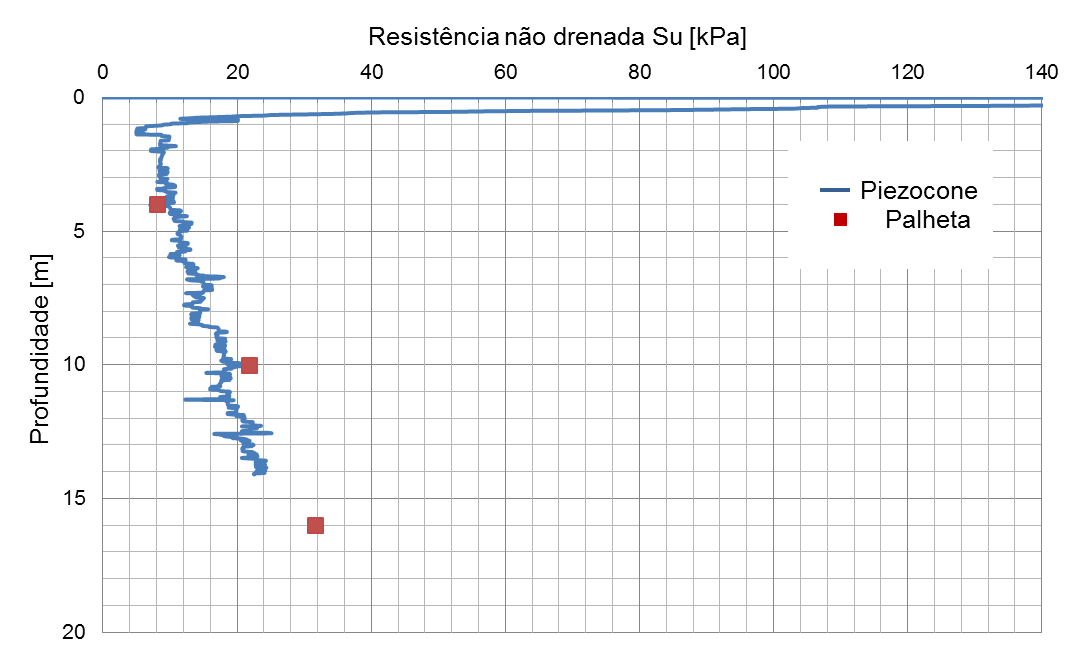 Resistência não drenada Su [kPa]
0 20 40 60 80 100 120 140
0
Piezocone
Palheta
5
Profundidade [m]
10
15
20